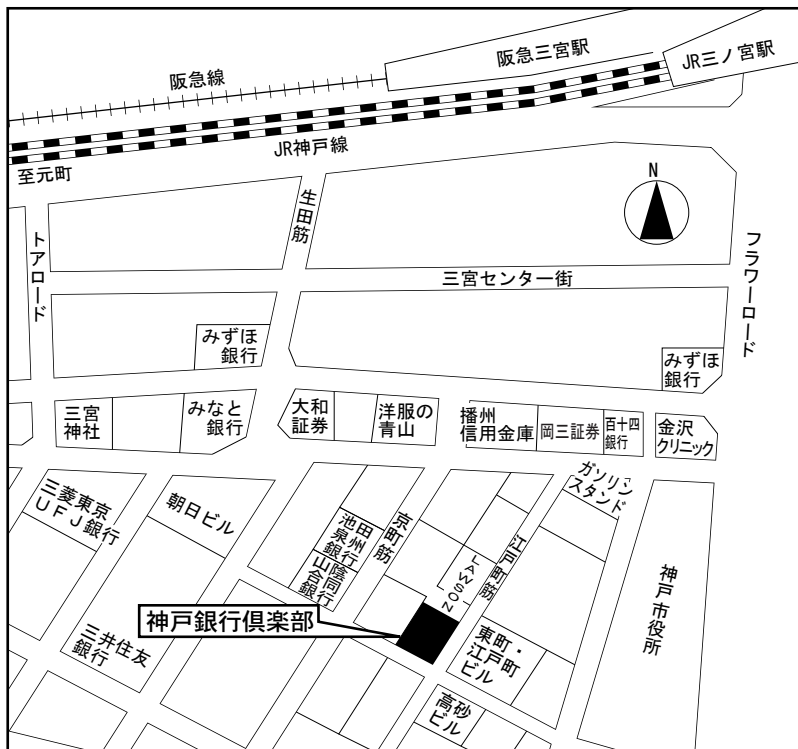 阪急三宮駅
JR三ノ宮駅
阪急線
JR神戸線
至元町
生田筋
N
トアロード
フラワーロード
三宮センター街
みずほ
銀行
みずほ
銀行
三宮
神社
みなと
銀行
大和
証券
洋服の
青山
播州
信用金庫
岡三証券
百十四
銀行
金沢
クリニック
ガソリン
スタンド
三菱東京
UFJ銀行
朝日ビル
池田
泉州
銀行
山陰
合同
銀行
京町筋
江戸町筋
LAWSON
神戸市役所
神戸銀行倶楽部
三井住友
銀行
東町・
江戸町
ビル
高砂
ビル